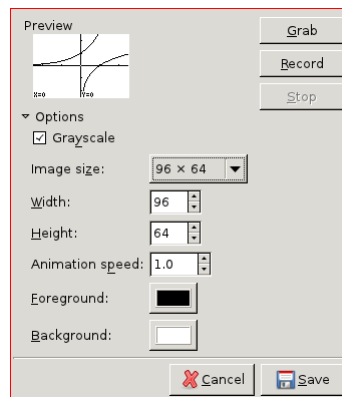 Preview
Grab
X=0 Y=0
Record
Stop
Options
Grayscale
Image size: 96 × 64
Width: 96
Height: 64
Animation speed: 1.0
Foreground:
Background:
Cancel Save